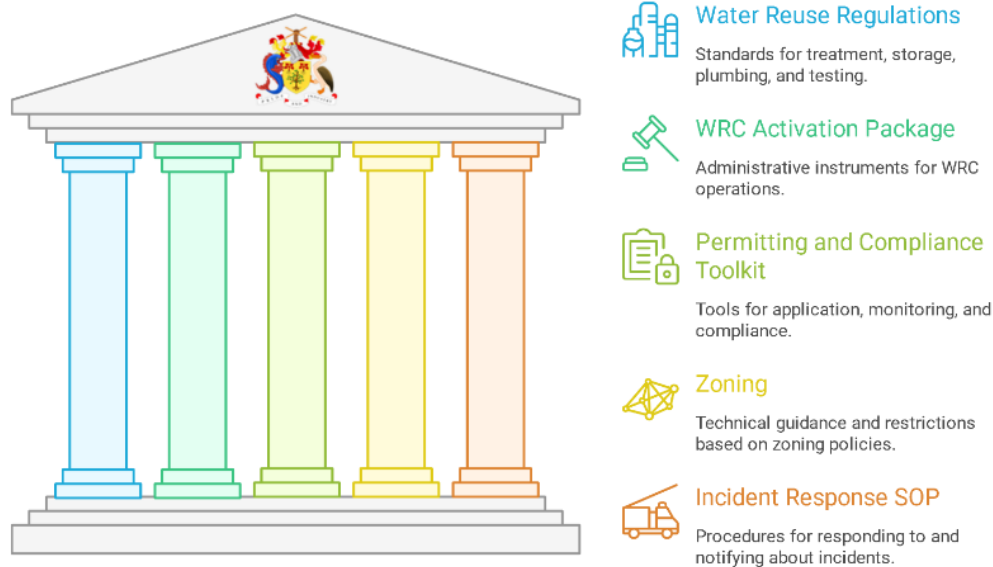 Water Reuse Regulations
Standards for treatment, storage,
plumbing, and testing.
WRC Activation Package
Administrative instruments for WRC
operations.
Permitting and Compliance
Toolkit
Tools for application, monitoring, and
compliance.
Zoning
Technical guidance and restrictions
based on zoning policies.
Incident Response SOP
Procedures for responding to and
notifying about incidents.